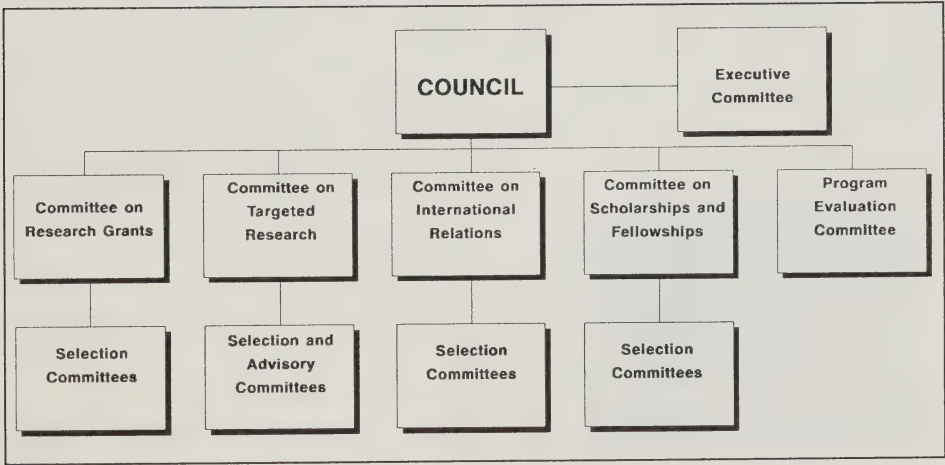 COUNCIL
Executive
Committee
Committee on
Research Grants
Committee on
Targeted
Research
Committee on
International
Relations
Committee on
Scholarships and
Fellowships
Program
Evaluation
Committee
Selection
Committees
Selection and
Advisory
Committees
Selection
Committees
Selection
Committees